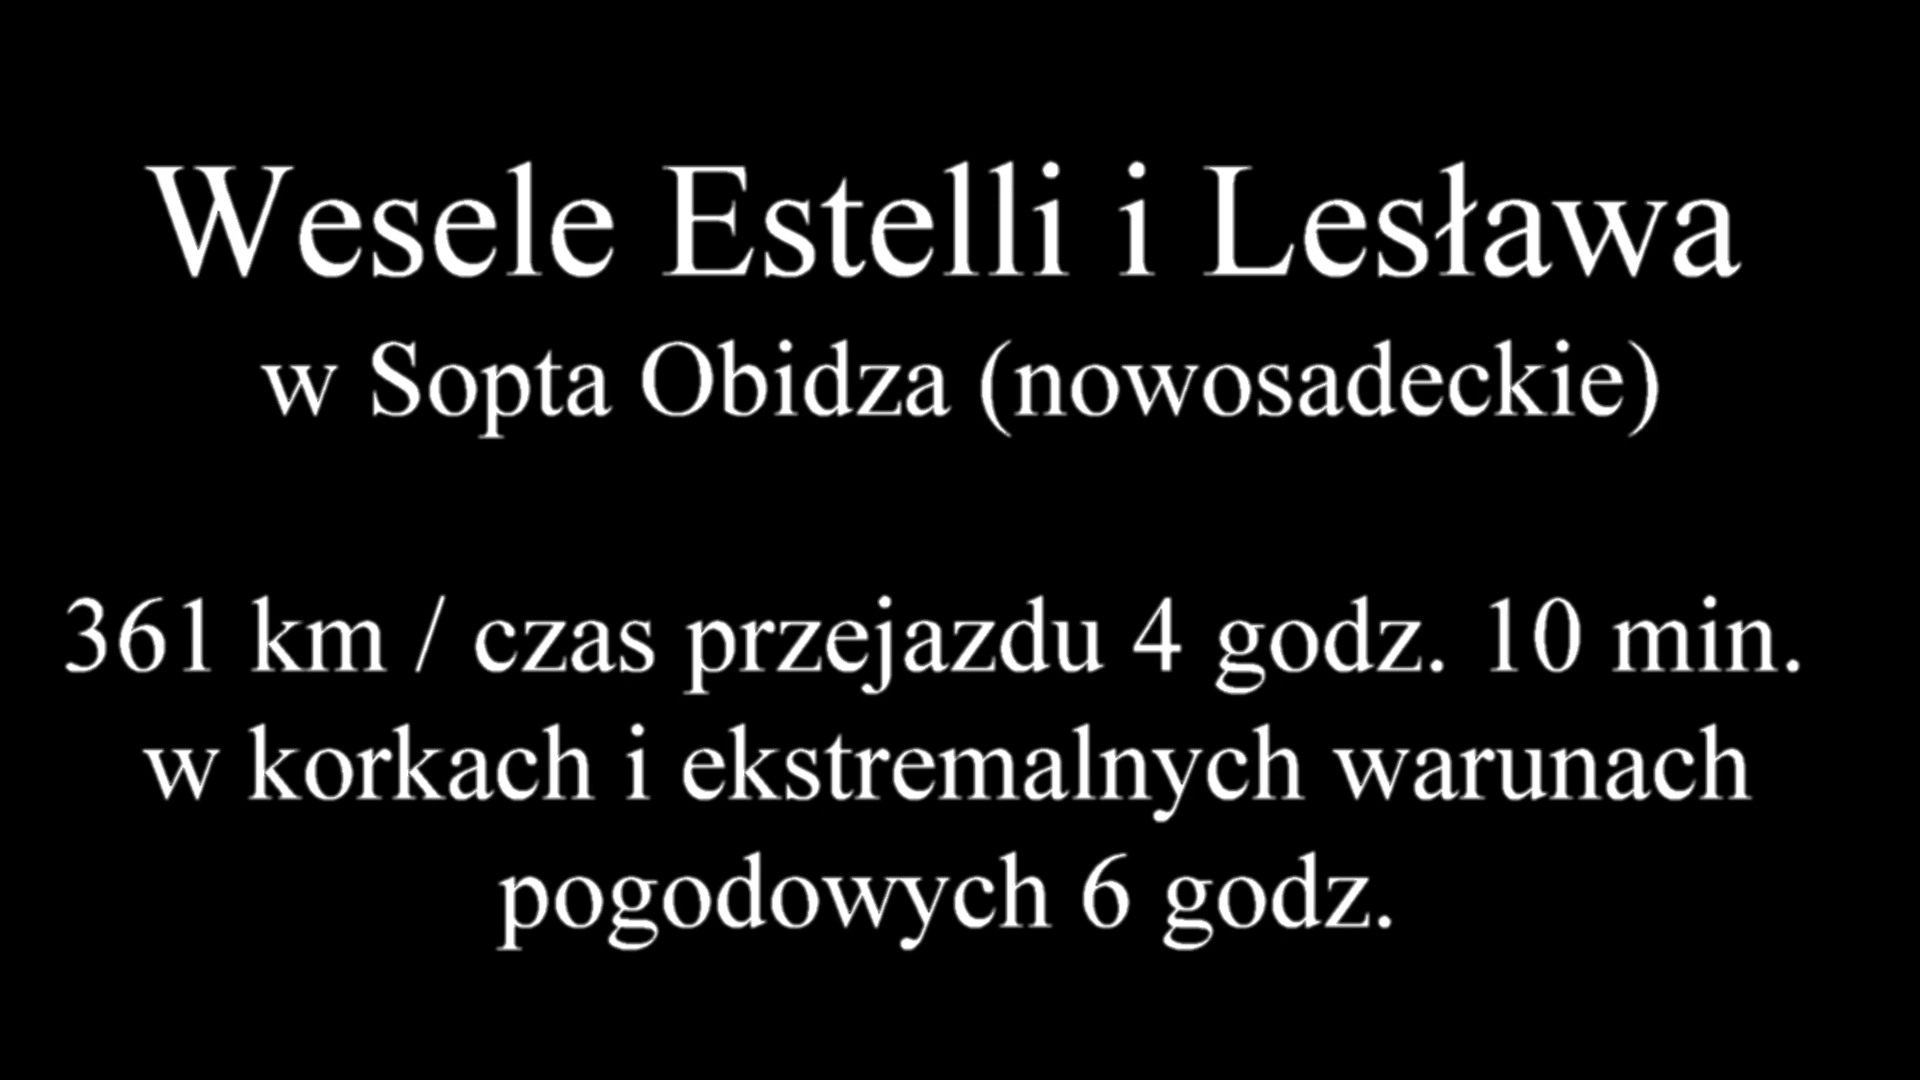 Wesele Estelli i Lesława
w Sopta Obidza (nowosadeckie)
361 km / czas przejazdu 4 godz. 10 min.
w korkach i ekstremalnych warunach
pogodowych 6 godz.